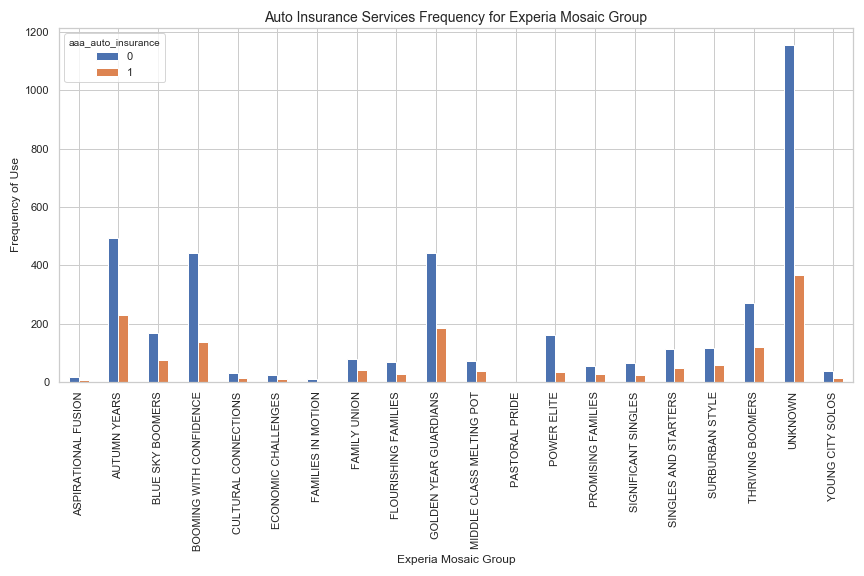 Auto Insurance Services Frequency for Experia Mosaic Group
aaa_auto_insurance
0
1
1200
1000
800
600
400
200
0
Frequency of Use
ASPIRATIONAL FUSION
AUTUMN YEARS
BLUE SKY BOOMERS
BOOMING WITH CONFIDENCE
CULTURAL CONNECTIONS
ECONOMIC CHALLENGES
FAMILIES IN MOTION
FAMILY UNION
FLOURISHING FAMILIES
GOLDEN YEAR GUARDIANS
MIDDLE CLASS MELTING POT
PASTORAL PRIDE
POWER ELITE
PROMISING FAMILIES
SIGNIFICANT SINGLES
SINGLES AND STARTERS
SURBURBAN STYLE
THRIVING BOOMERS
UNKNOWN
YOUNG CITY SOLOS
Experia Mosaic Group